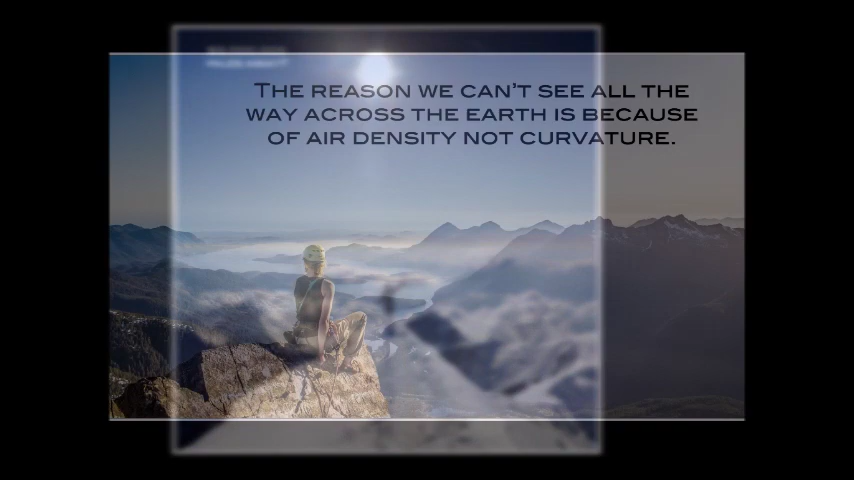 THE REASON WE CAN'T SEE ALL THE
WAY ACROSS THE EARTH IS BECAUSE
OF AIR DENSITY NOT CURVATURE.